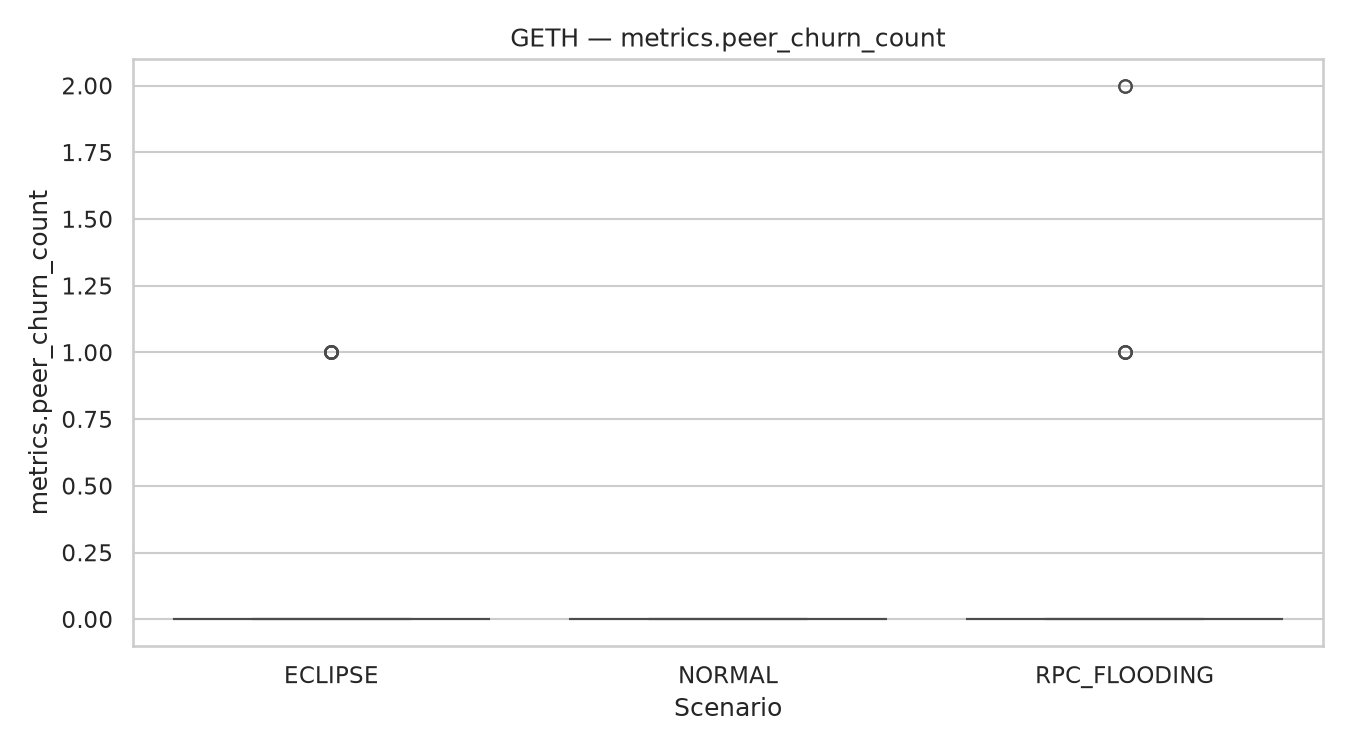 GETH — metrics.peer_churn_count
metrics.peer_churn_count
2.00
1.75
1.50
1.25
1.00
0.75
0.50
0.25
0.00
ECLIPSE
NORMAL
RPC_FLOODING
Scenario